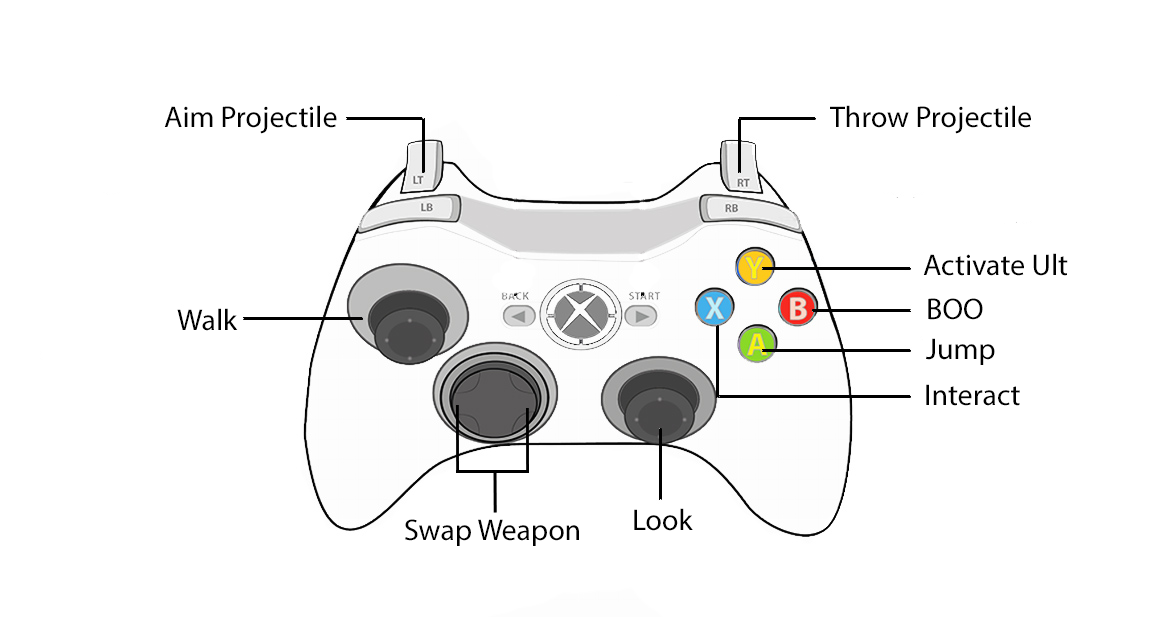 Aim Projectile
Throw Projectile
LT
RT
LB
RB
Y
Activate Ult
BACK
START
X
B
BOO
Walk
A
Jump
Interact
Swap Weapon
Look